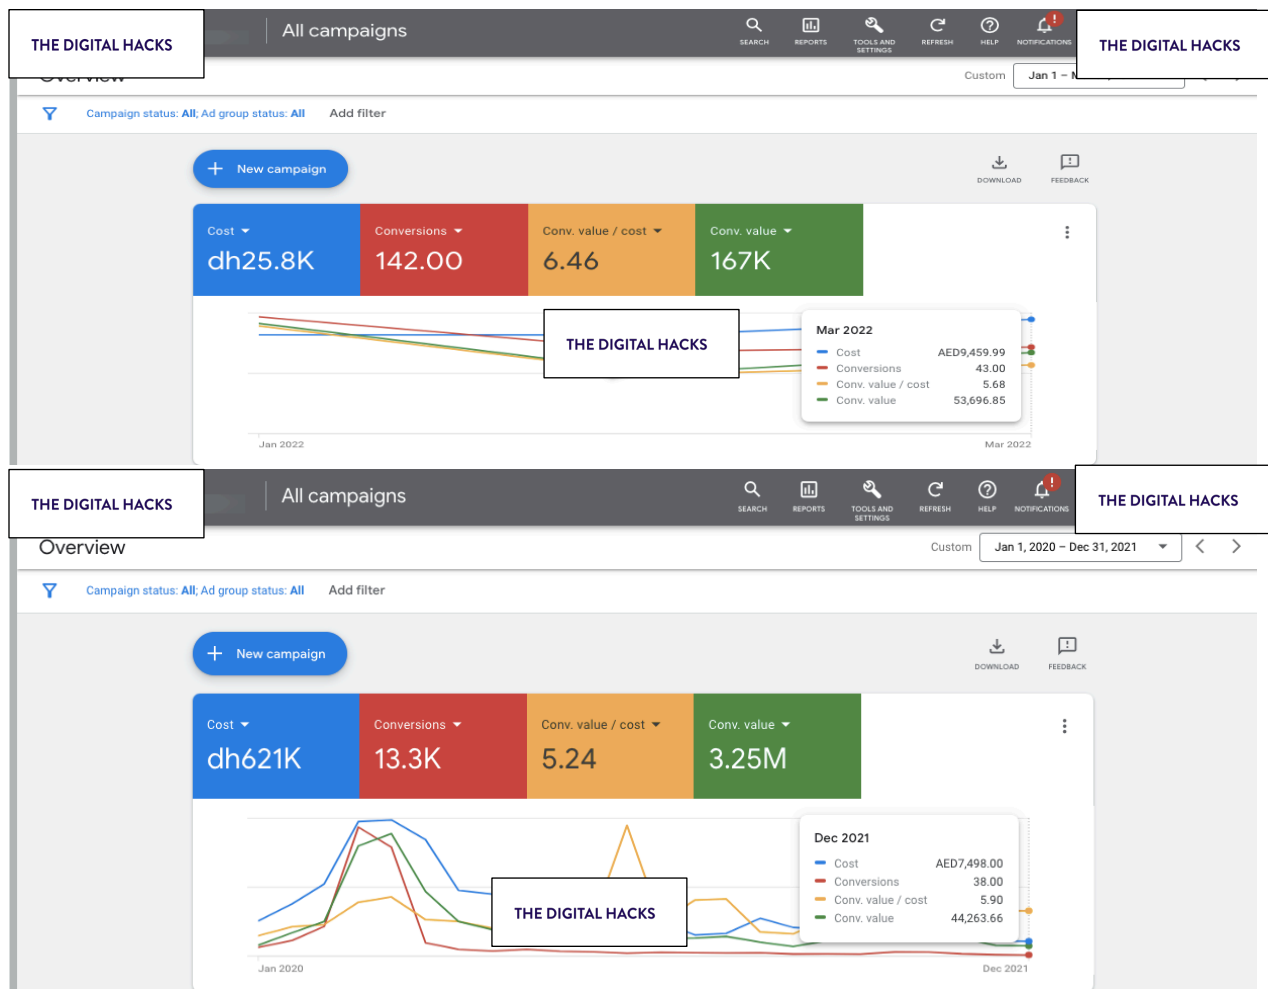 THE DIGITAL HACKS
All campaigns
SEARCH
REPORTS
TOOLS AND
SETTINGS
REFRESH
HELP
NOTIFICATIONS
THE DIGITAL HACKS
Overview
Custom
Jan 1 –
Campaign status: All; Ad group status: All
Add filter
+ New campaign
DOWNLOAD
FEEDBACK
Cost
dh25.8K
Conversions
142.00
Conv. value / cost
6.46
Conv. value
167K
THE DIGITAL HACKS
Mar 2022
Cost AED9,459.99
Conversions 43.00
Conv. value / cost 5.68
Conv. value 53,696.85
Jan 2022
Mar 2022
THE DIGITAL HACKS
All campaigns
SEARCH
REPORTS
TOOLS AND
SETTINGS
REFRESH
HELP
NOTIFICATIONS
THE DIGITAL HACKS
Overview
Custom
Jan 1, 2020 – Dec 31, 2021
Campaign status: All; Ad group status: All
Add filter
+ New campaign
DOWNLOAD
FEEDBACK
Cost
dh621K
Conversions
13.3K
Conv. value / cost
5.24
Conv. value
3.25M
THE DIGITAL HACKS
Dec 2021
Cost AED7,498.00
Conversions 38.00
Conv. value / cost 5.90
Conv. value 44,263.66
Jan 2020
Dec 2021